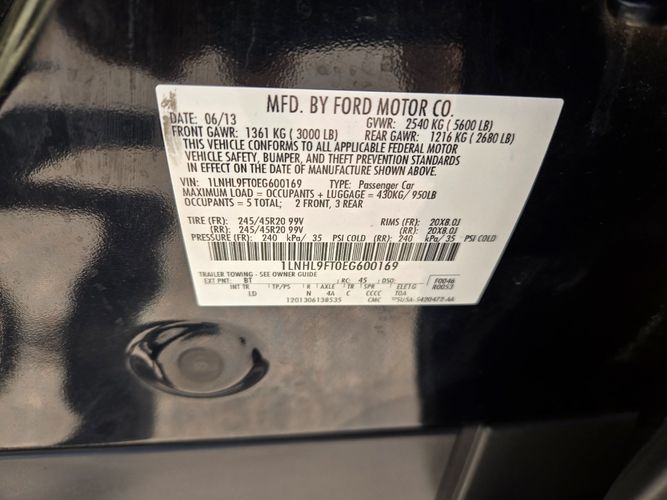 MFD. BY FORD MOTOR CO.
DATE: 06/13 GVWR: 2540 KG ( 5600 LB)
FRONT GAWR: 1361 KG ( 3000 LB) REAR GAWR: 1216 KG ( 2680 LB)
THIS VEHICLE CONFORMS TO ALL APPLICABLE FEDERAL MOTOR
VEHICLE SAFETY, BUMPER, AND THEFT PREVENTION STANDARDS
IN EFFECT ON THE DATE OF MANUFACTURE SHOWN ABOVE.
VIN: 1LNHL9FT0EG600169 TYPE: Passenger Car
MAXIMUM LOAD = OCCUPANTS + LUGGAGE = 430KG/ 950LB
OCCUPANTS = 5 TOTAL; 2 FRONT, 3 REAR
TIRE (FR): 245/45R20 99V RIMS (FR): 20X8.0J
(RR): 245/45R20 99V (RR): 20X8.0J
PRESSURE (FR): 240 kPa/ 35 PSI COLD (RR): 240 kPa/ 35 PSI COLD
1LNHL9FT0EG600169
TRAILER TOWING - SEE OWNER GUIDE
EXT PNT: BT RC: 45 DSO: F0046
R0053
INT TR TP/PS R AXLE TR SPR
LD N 4A C CCCC
1201306138535 CMC